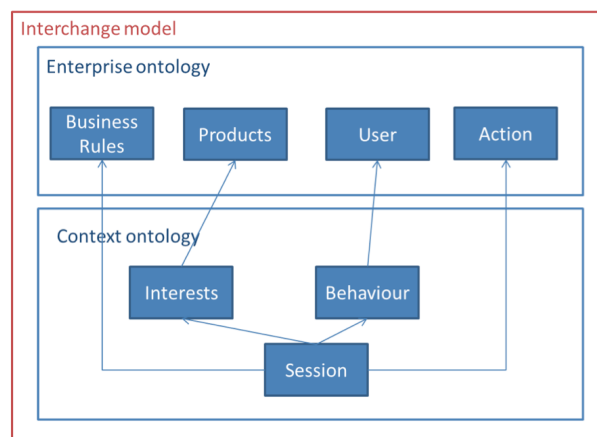 Interchange model
Enterprise ontology
Business
Rules
Products
User
Action
Context ontology
Interests
Behaviour
Session